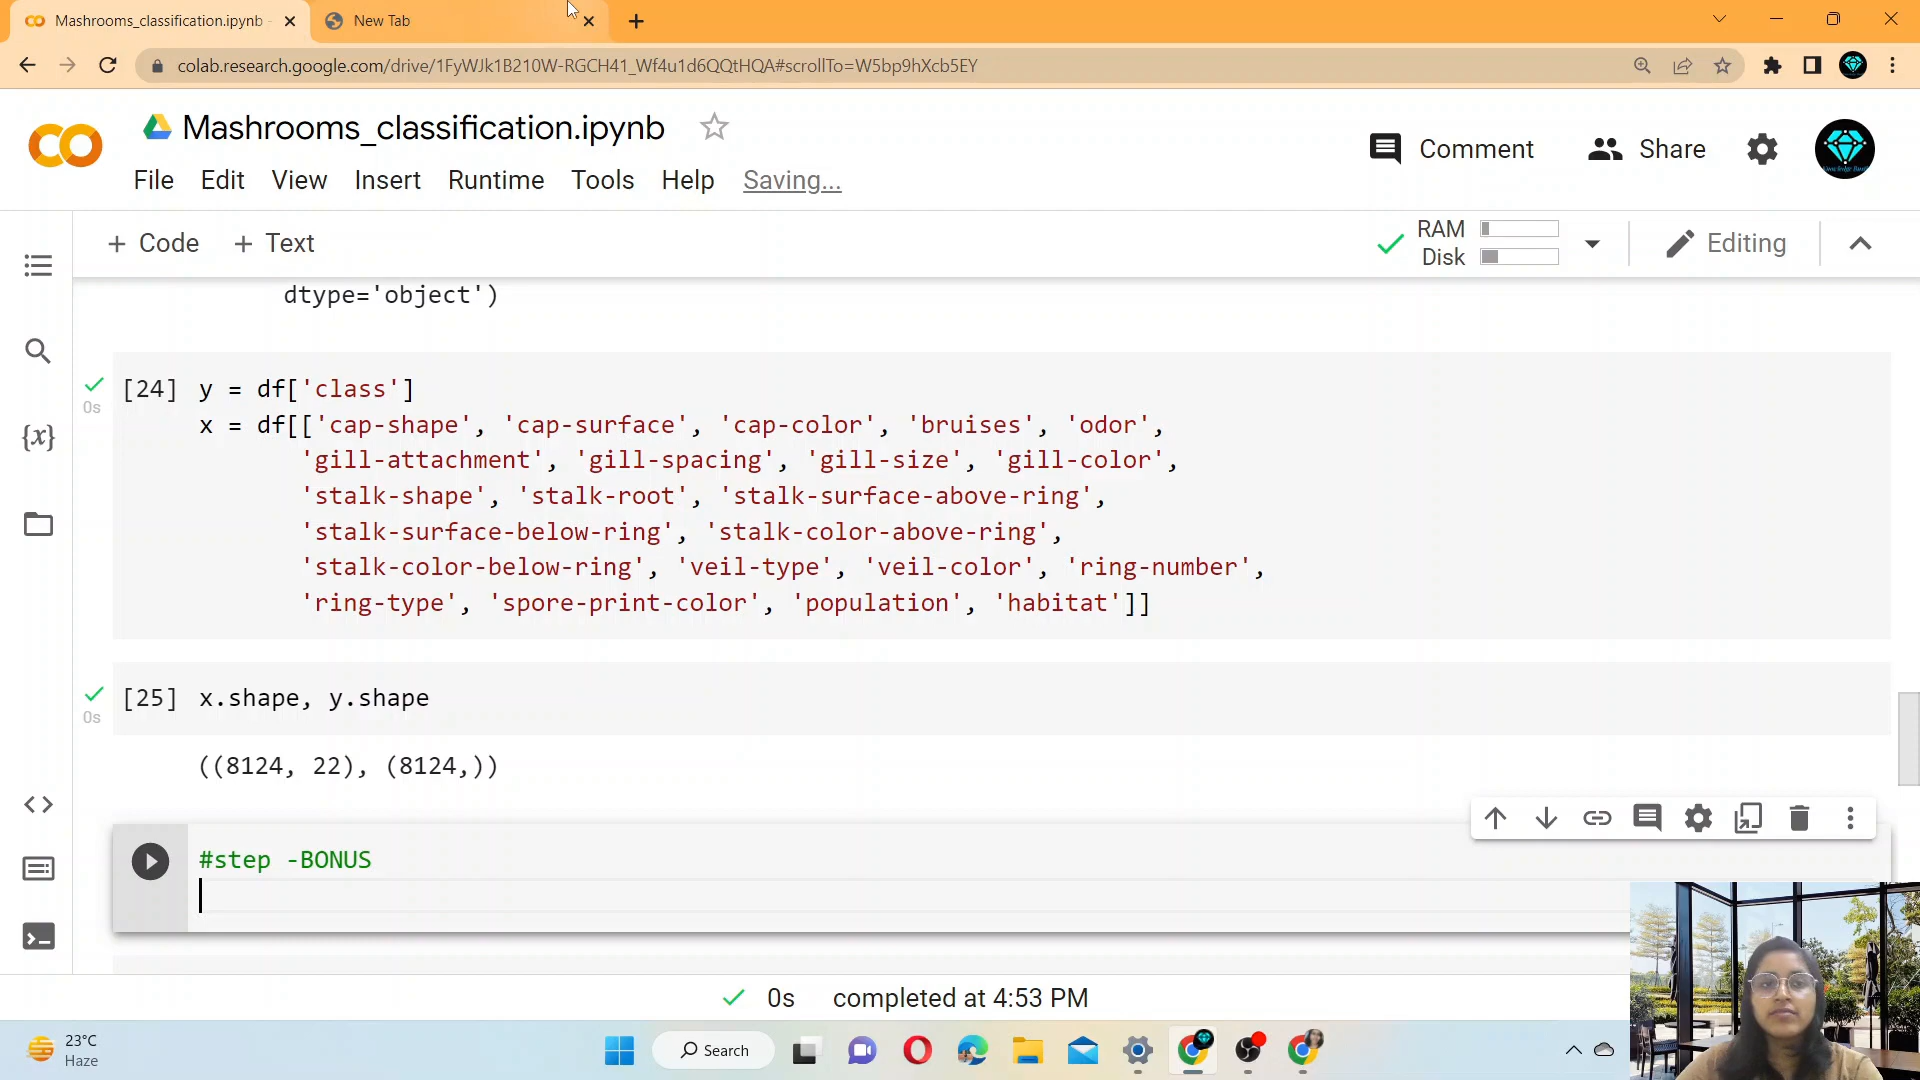 Mashrooms_classification.ipynb -
New Tab
colab.research.google.com/drive/1FyWJk1B210W-RGCH41_Wf4u1d6QQtHQA#scrollTo=W5bp9hXcb5EY
Mashrooms_classification.ipynb
Comment
Share
File Edit View Insert Runtime Tools Help Saving...
+ Code + Text
RAM
Disk
Editing
dtype='object')
[24] y = df['class']
0s
x = df[['cap-shape', 'cap-surface', 'cap-color', 'bruises', 'odor',
'gill-attachment', 'gill-spacing', 'gill-size', 'gill-color',
'stalk-shape', 'stalk-root', 'stalk-surface-above-ring',
'stalk-surface-below-ring', 'stalk-color-above-ring',
'stalk-color-below-ring', 'veil-type', 'veil-color', 'ring-number',
'ring-type', 'spore-print-color', 'population', 'habitat']]
[25] x.shape, y.shape
0s
((8124, 22), (8124,))
#step -BONUS
0s completed at 4:53 PM
23°C
Haze
Search